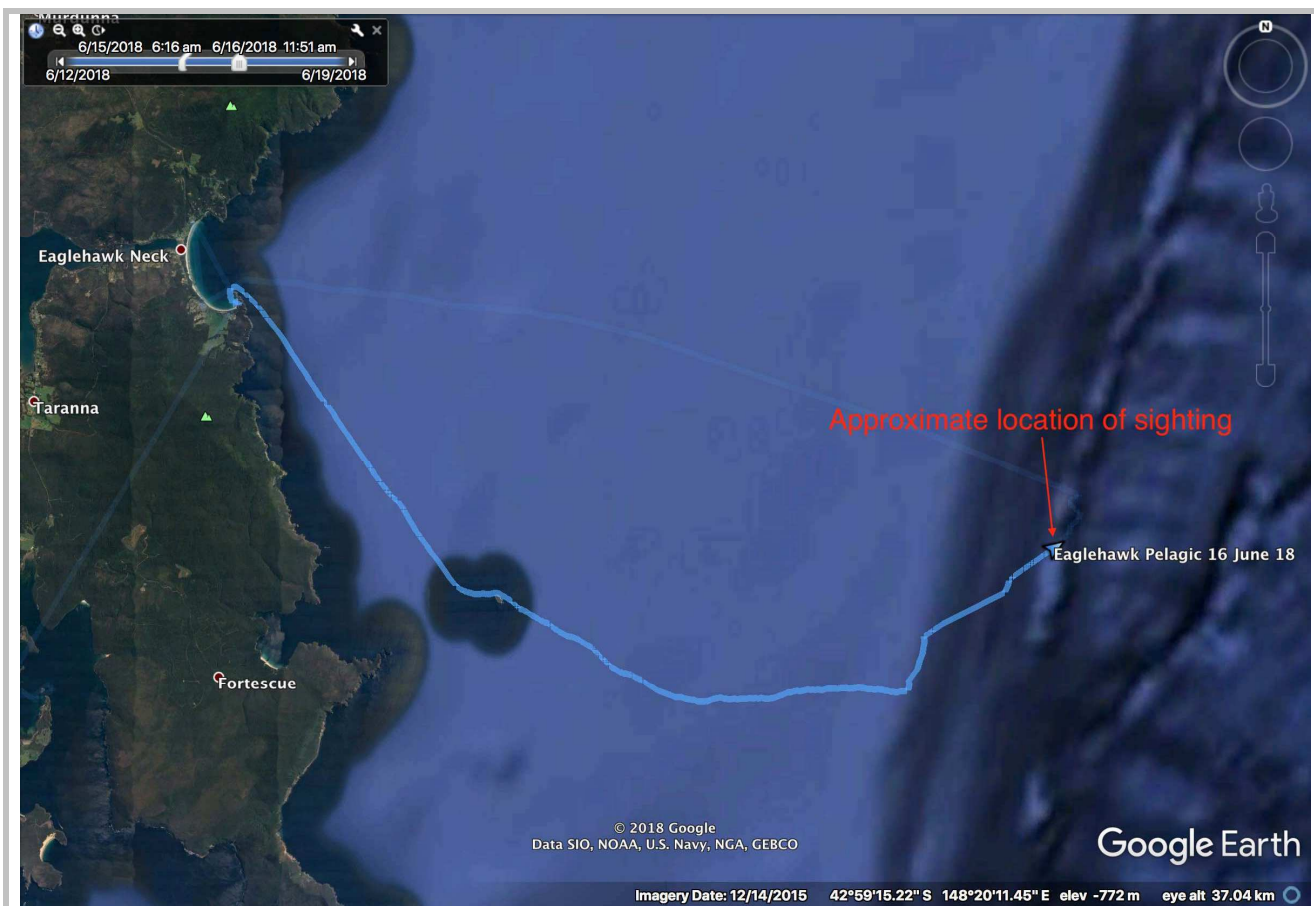 Murdunna
6/15/2018 6:16 am 6/16/2018 11:51 am
6/12/2018 6/19/2018
N
Eaglehawk Neck
Taranna
Approximate location of sighting
Eaglehawk Pelagic 16 June 18
Fortescue
© 2018 Google
Data SIO, NOAA, U.S. Navy, NGA, GEBCO
Google Earth
Imagery Date: 12/14/2015 42°59'15.22" S 148°20'11.45" E elev -772 m eye alt 37.04 km